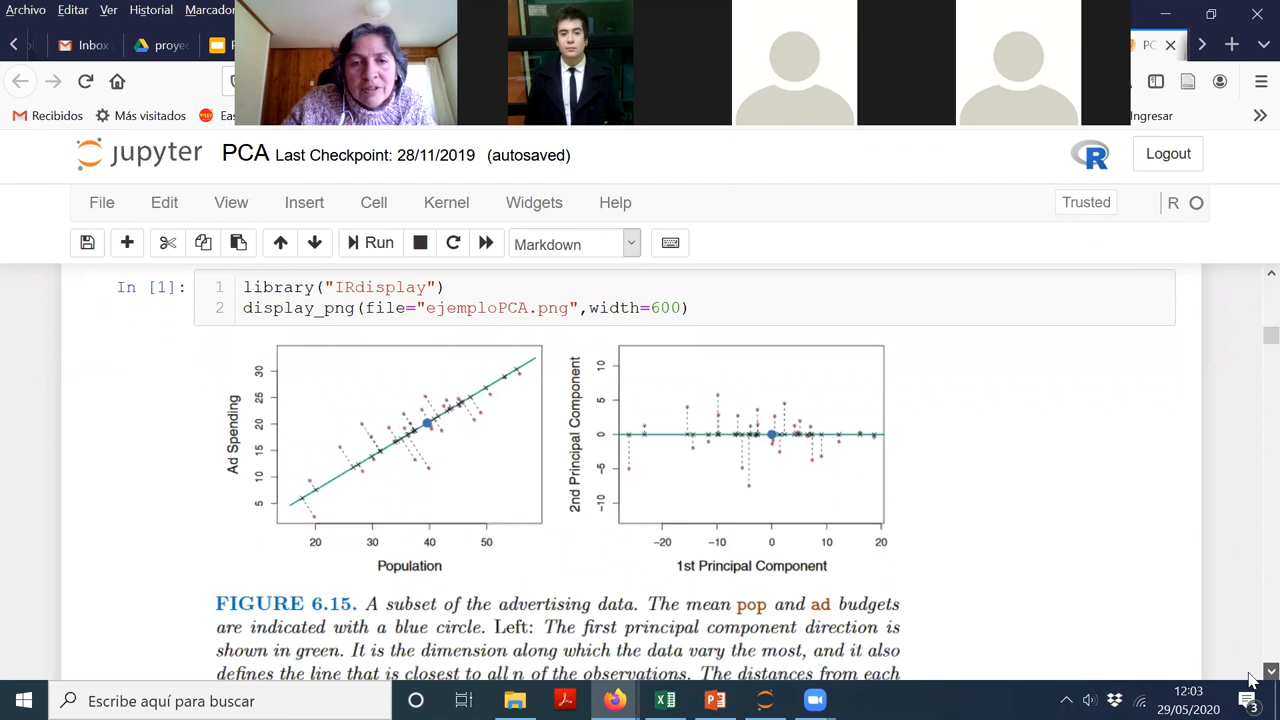 Archivo Editar Ver Historial Marcador
Inbox
proye
PC
Recibidos
Más visitados
Eas
Ingresar
jupyter PCA Last Checkpoint: 28/11/2019 (autosaved)
R
Logout
File Edit View Insert Cell Kernel Widgets Help
Trusted
R
Run
Markdown
In [1]:
1 library("IRdisplay")
2 display_png(file="ejemploPCA.png",width=600)
Ad Spending
5 10 15 20 25 30
20 30 40 50
Population
2nd Principal Component
−10 −5 0 5 10
−20 −10 0 10 20
1st Principal Component
FIGURE 6.15. A subset of the advertising data. The mean pop and ad budgets
are indicated with a blue circle. Left: The first principal component direction is
shown in green. It is the dimension along which the data vary the most, and it also
defines the line that is closest to all n of the observations. The distances from each
Escribe aquí para buscar
12:03
29/05/2020
3